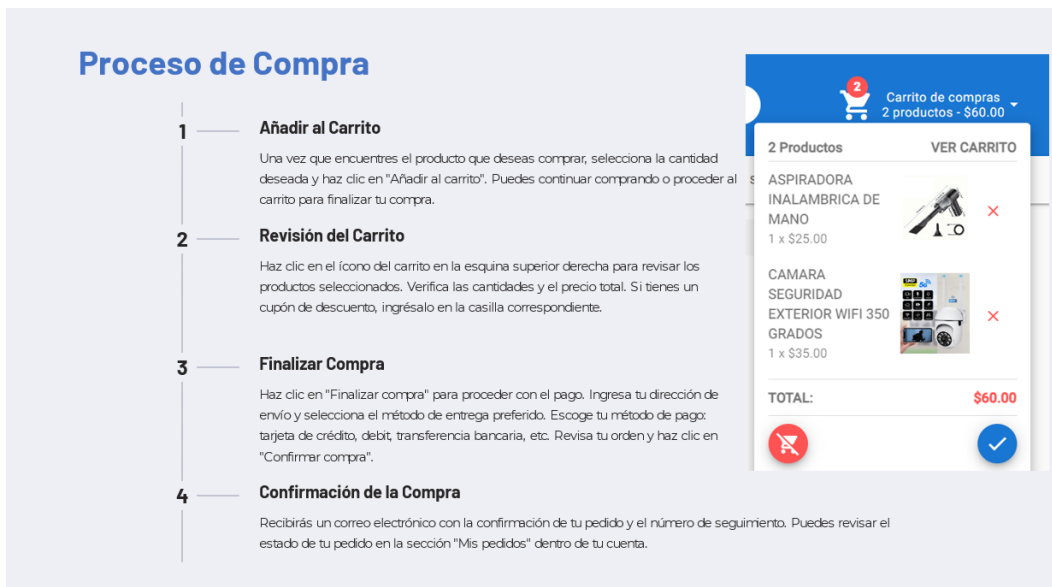 Proceso de Compra
1
Añadir al Carrito
Una vez que encuentres el producto que deseas comprar, selecciona la cantidad
deseada y haz clic en "Añadir al carrito". Puedes continuar comprando o proceder al
carrito para finalizar tu compra.
2
Revisión del Carrito
Haz clic en el ícono del carrito en la esquina superior derecha para revisar los
productos seleccionados. Verifica las cantidades y el precio total. Si tienes un
cupón de descuento, ingrésalo en la casilla correspondiente.
3
Finalizar Compra
Haz clic en "Finalizar compra" para proceder con el pago. Ingresa tu dirección de
envío y selecciona el método de entrega preferido. Escoge tu método de pago:
tarjeta de crédito, debit, transferencia bancaria, etc. Revisa tu orden y haz clic en
"Confirmar compra".
4
Confirmación de la Compra
Recibirás un correo electrónico con la confirmación de tu pedido y el número de seguimiento. Puedes revisar el
estado de tu pedido en la sección "Mis pedidos" dentro de tu cuenta.
2
Carrito de compras
2 productos - $60.00
2 Productos VER CARRITO
ASPIRADORA
INALAMBRICA DE
MANO
1 x $25.00
CAMARA
SEGURIDAD
EXTERIOR WIFI 350
GRADOS
1 x $35.00
TOTAL: $60.00